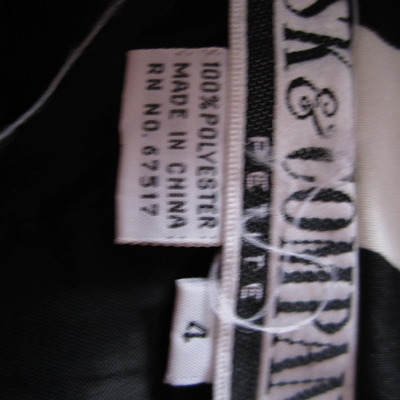 SK & COMPAN
PETITE
100% POLYESTER
MADE IN CHINA
RN NO. 67517
4